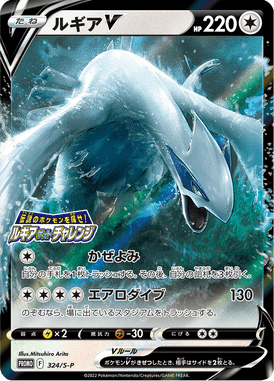 たね ルギアV HP220
伝説のポケモンを探せ!
ルギアゲットチャレンジ
かぜよみ
自分の手札を1枚トラッシュする。その後、自分の山札を3枚引く。
エアロダイブ 130
のぞむなら、場に出ているスタジアムをトラッシュする。
Illus.Mitsuhiro Arito
弱点 ×2 抵抗力 -30 にげる
PROMO F 324/S-P
Vルール
ポケモンVがきぜつしたとき、相手はサイドを2枚とる。
©2022 Pokémon/Nintendo/Creatures/GAME FREAK.